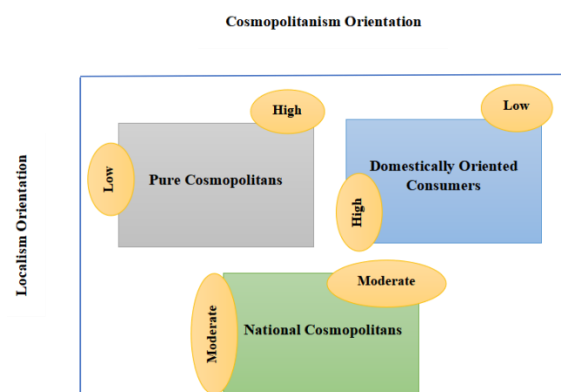 Cosmopolitanism Orientation
High
Low
Low
Pure Cosmopolitans
Domestically Oriented
Consumers
High
Localism Orientation
Moderate
Moderate
National Cosmopolitans